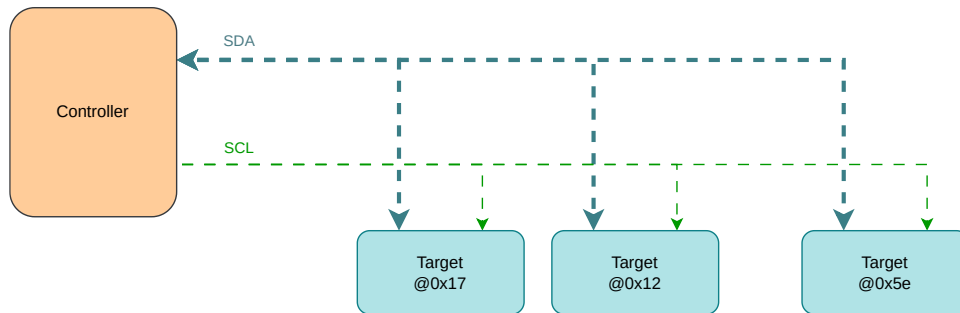 SDA
Controller
SCL
Target
@0x17
Target
@0x12
Target
@0x5e